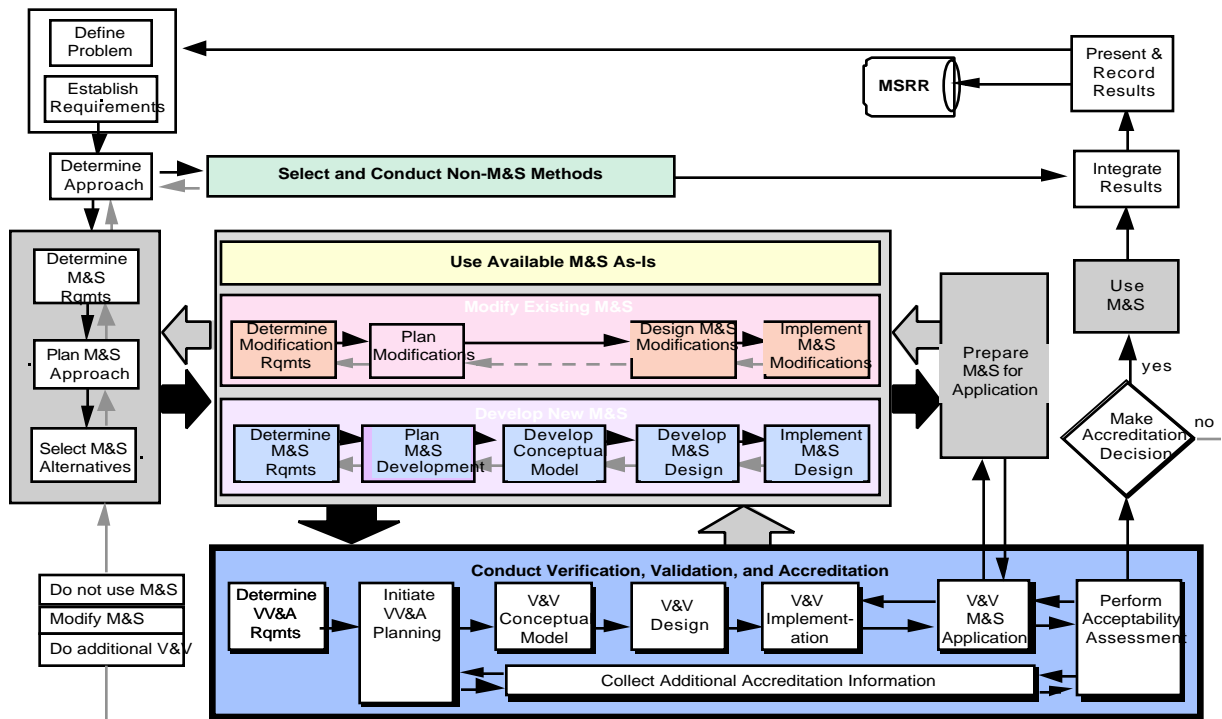 Define
Problem
Establish
Requirements
Present &
Record
Results
MSRR
Determine
Approach
Select and Conduct Non-M&S Methods
Integrate
Results
Determine
M&S
Rqmts
Plan M&S
Approach
Select M&S
Alternatives
Use Available M&S As-Is
Modify Existing M&S
Determine
Modification
Rqmts
Plan
Modifications
Design M&S
Modifications
Implement
M&S
Modifications
Develop New M&S
Determine
M&S
Rqmts
Plan
M&S
Development
Develop
Conceptual
Model
Develop
M&S
Design
Implement
M&S
Design
Prepare
M&S for
Application
Use
M&S
yes
Make
Accreditation
Decision
no
Do not use M&S
Modify M&S
Do additional V&V
Conduct Verification, Validation, and Accreditation
Determine
VV&A
Rqmts
Initiate
VV&A
Planning
V&V
Conceptual
Model
V&V
Design
V&V
Implement-
ation
V&V
M&S
Application
Perform
Acceptability
Assessment
Collect Additional Accreditation Information